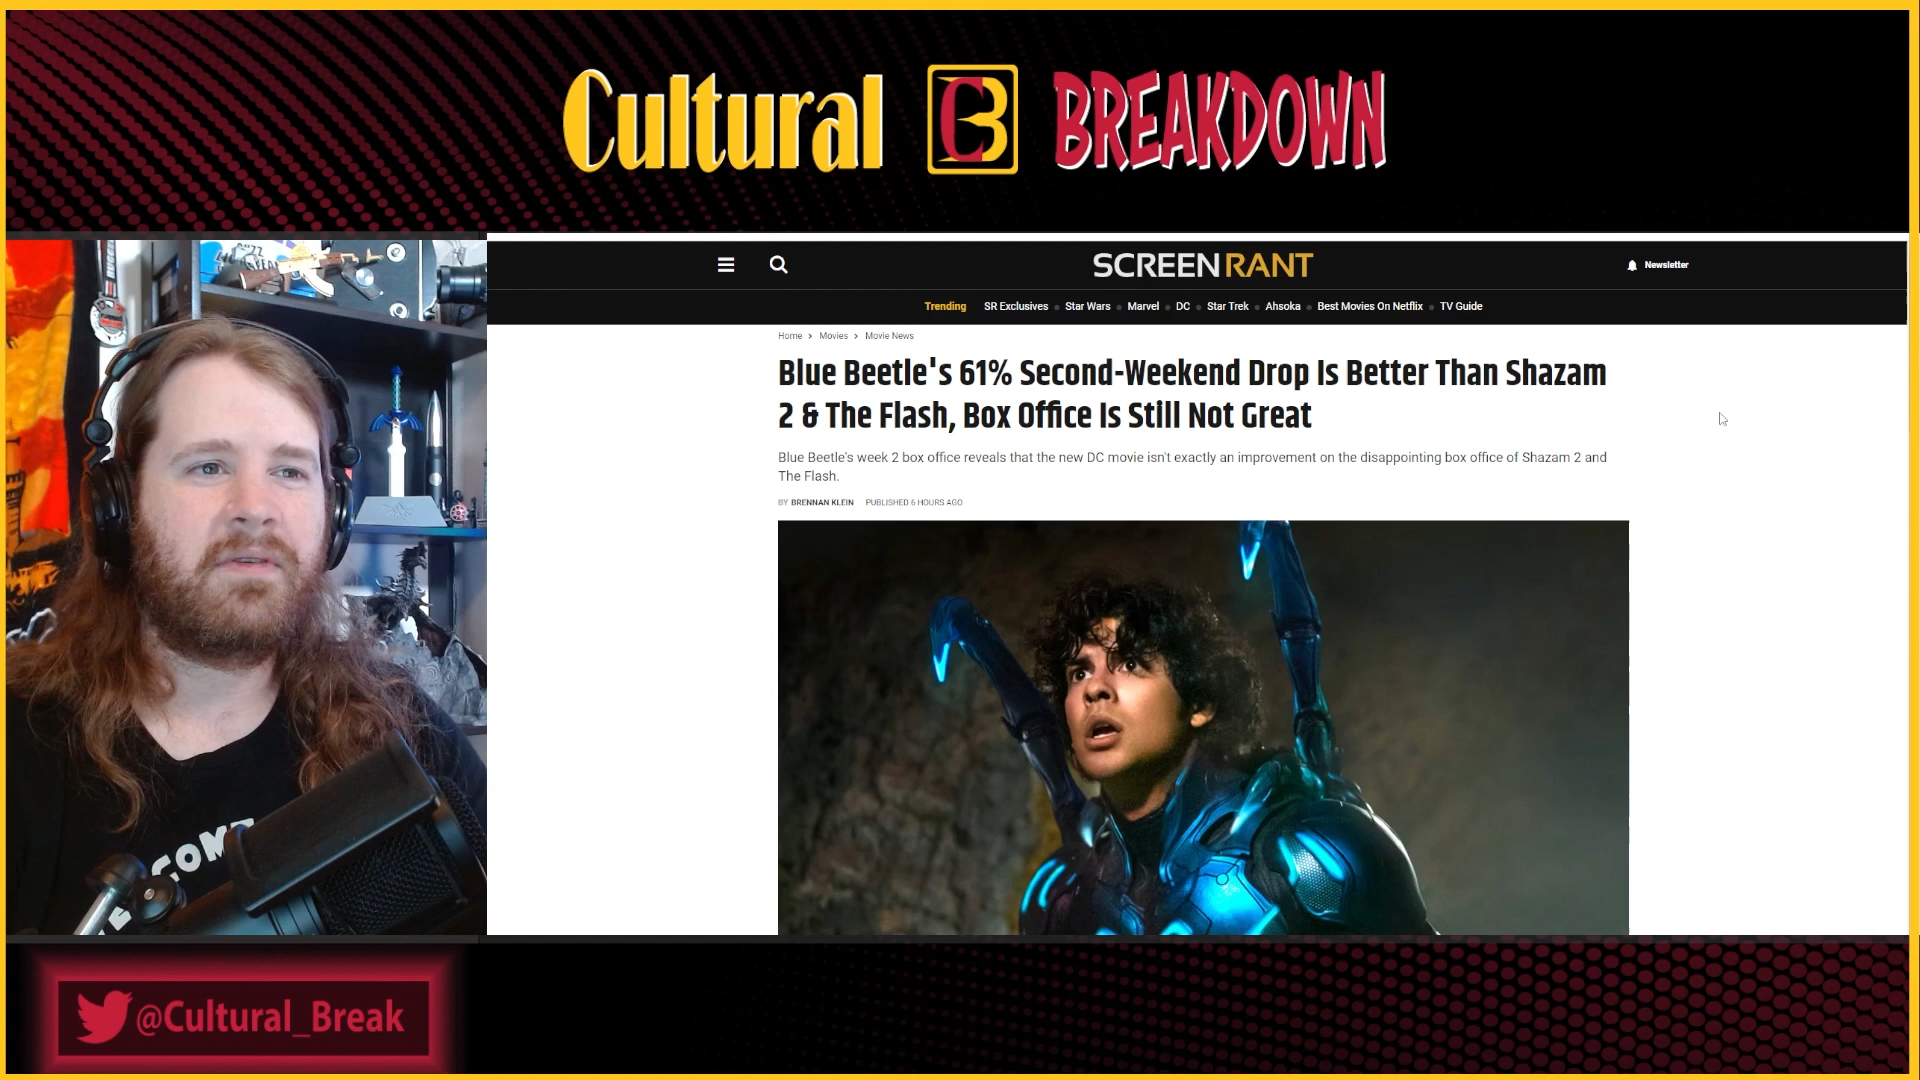 Cultural CB BREAKDOWN
SCREENRANT
Newsletter
Trending SR Exclusives Star Wars Marvel DC Star Trek Ahsoka Best Movies On Netflix TV Guide
Home > Movies > Movie News
Blue Beetle's 61% Second-Weekend Drop Is Better Than Shazam
2 & The Flash, Box Office Is Still Not Great
Blue Beetle's week 2 box office reveals that the new DC movie isn't exactly an improvement on the disappointing box office of Shazam 2 and
The Flash.
BY BRENNAN KLEIN PUBLISHED 6 HOURS AGO
@Cultural_Break